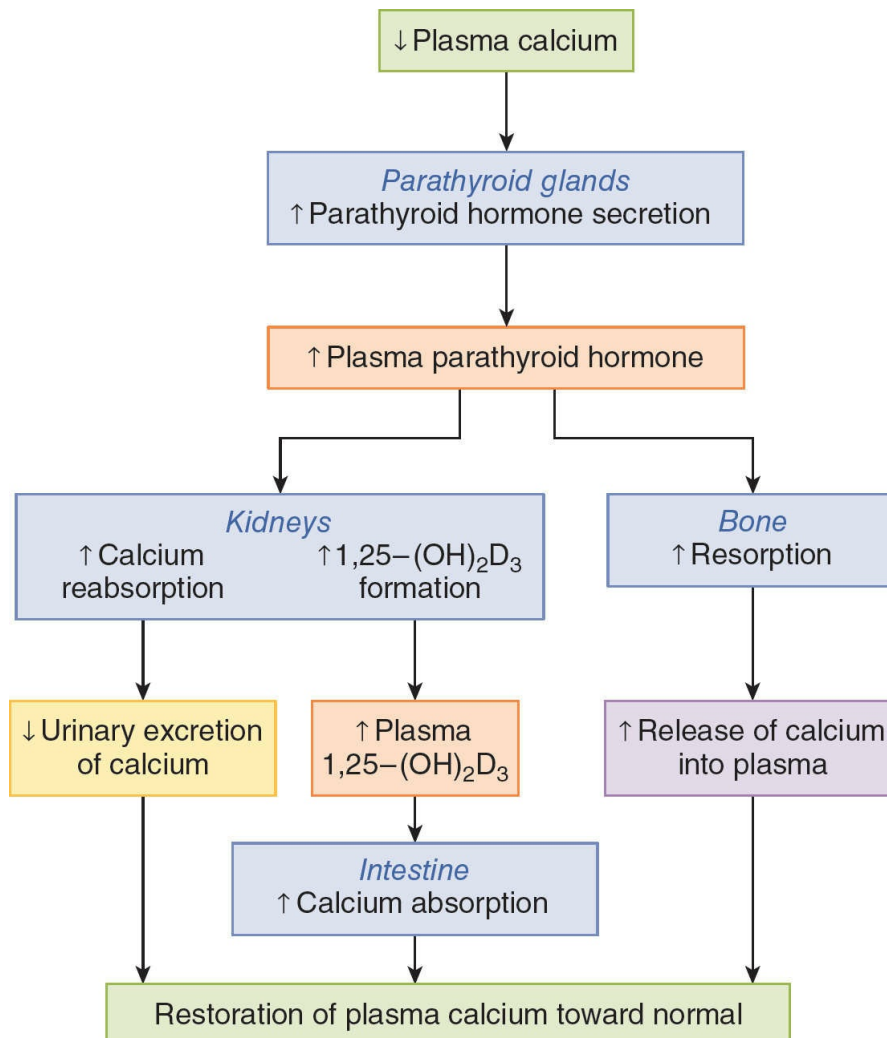 ↓Plasma calcium
Parathyroid glands
↑Parathyroid hormone secretion
↑Plasma parathyroid hormone
Kidneys
↑Calcium
reabsorption
↑1,25–(OH)₂D₃
formation
Bone
↑Resorption
↓Urinary excretion
of calcium
↑Plasma
1,25–(OH)₂D₃
↑Release of calcium
into plasma
Intestine
↑Calcium absorption
Restoration of plasma calcium toward normal